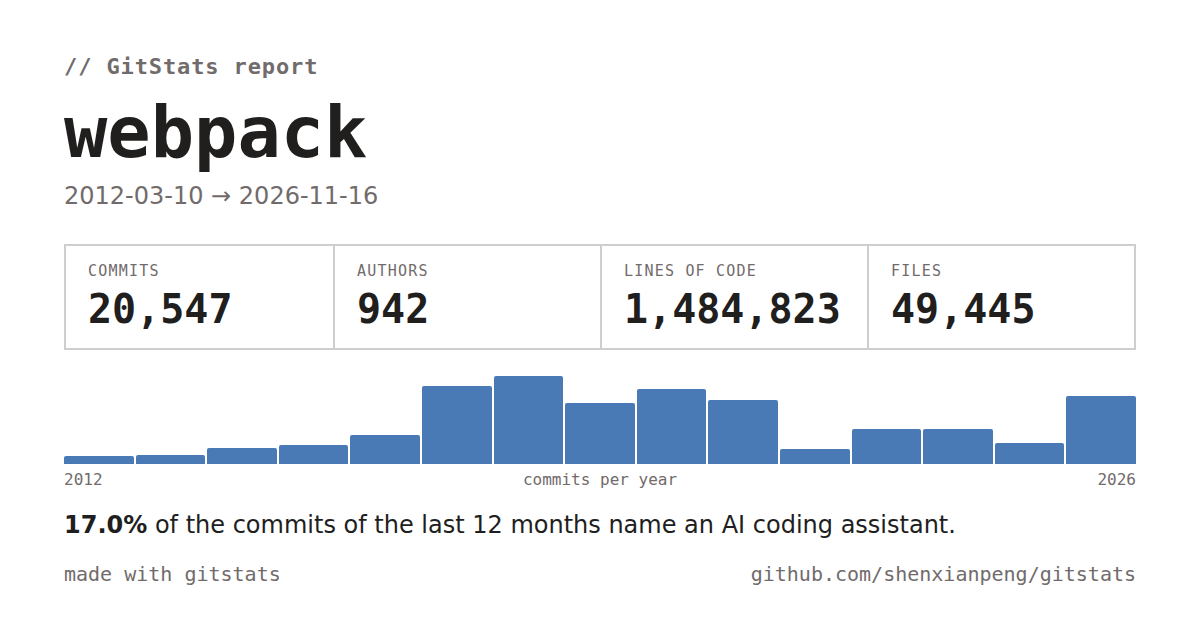 // GitStats report
webpack
2012-03-10 → 2026-11-16
COMMITS AUTHORS LINES OF CODE FILES
20,547 942 1,484,823 49,445
2012 commits per year 2026
17.0% of the commits of the last 12 months name an AI coding assistant.
made with gitstats github.com/shenxianpeng/gitstats